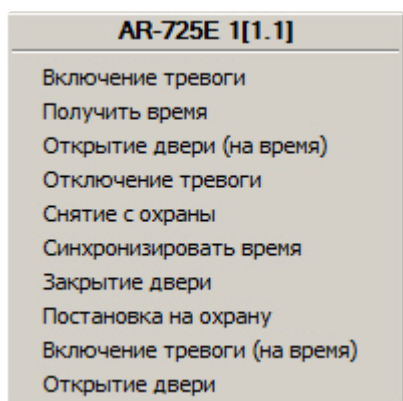 AR-725E 1[1.1]
Включение тревоги
Получить время
Открытие двери (на время)
Отключение тревоги
Снятие с охраны
Синхронизировать время
Закрытие двери
Постановка на охрану
Включение тревоги (на время)
Открытие двери